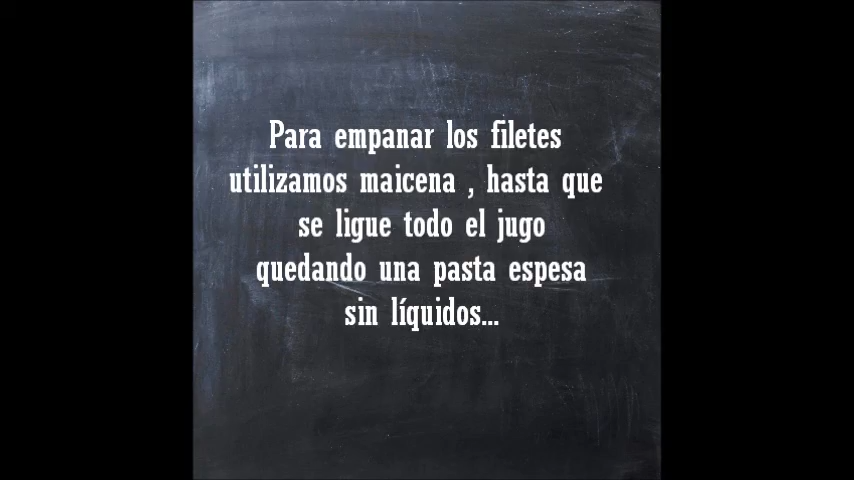 Para empanar los filetes
utilizamos maicena , hasta que
se ligue todo el jugo
quedando una pasta espesa
sin líquidos...